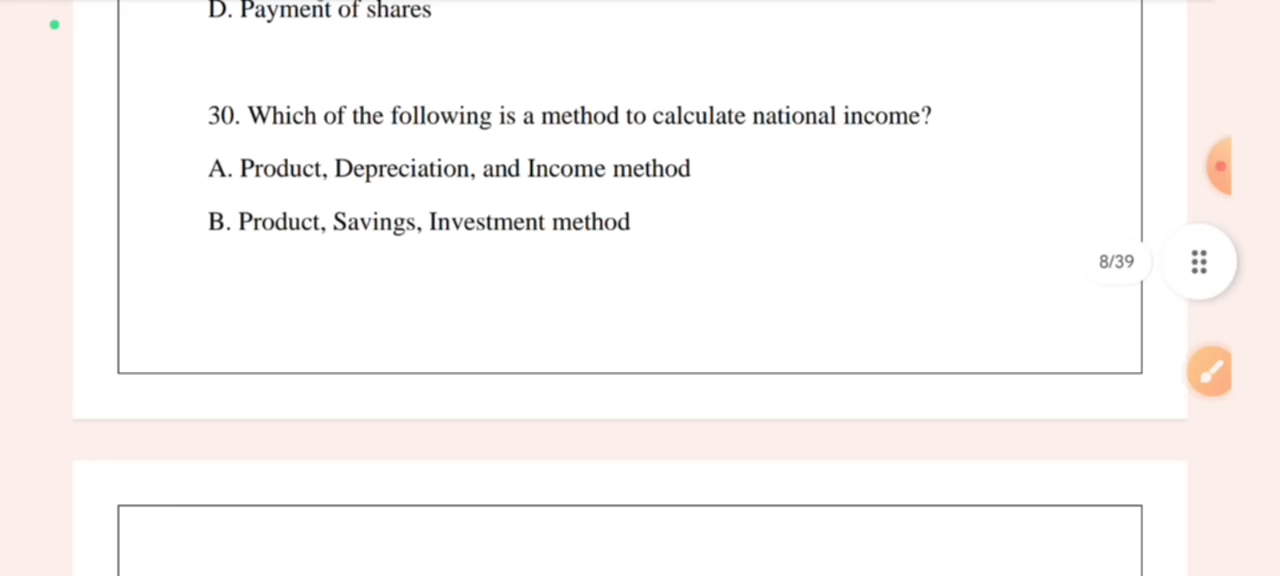 D. Payment of shares
30. Which of the following is a method to calculate national income?
A. Product, Depreciation, and Income method
B. Product, Savings, Investment method
8/39